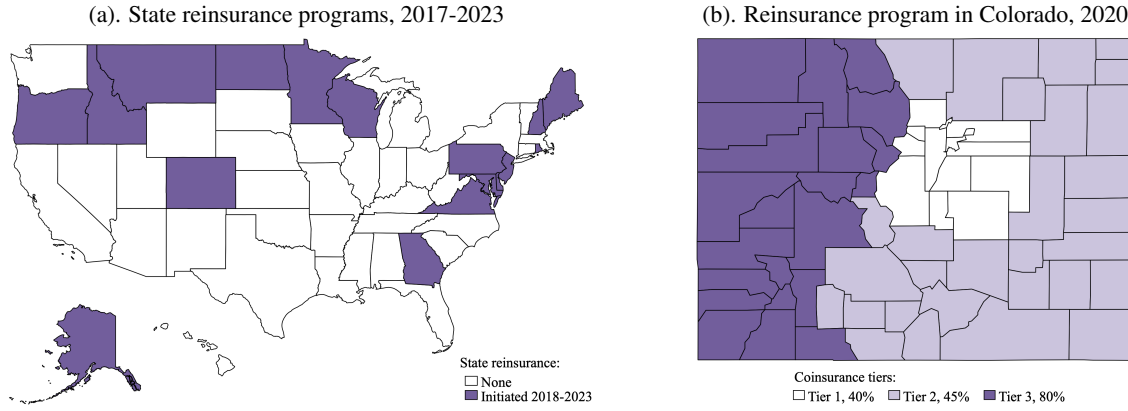 (a). State reinsurance programs, 2017-2023
State reinsurance:
None
Initiated 2018-2023
(b). Reinsurance program in Colorado, 2020
Coinsurance tiers:
Tier 1, 40% Tier 2, 45% Tier 3, 80%